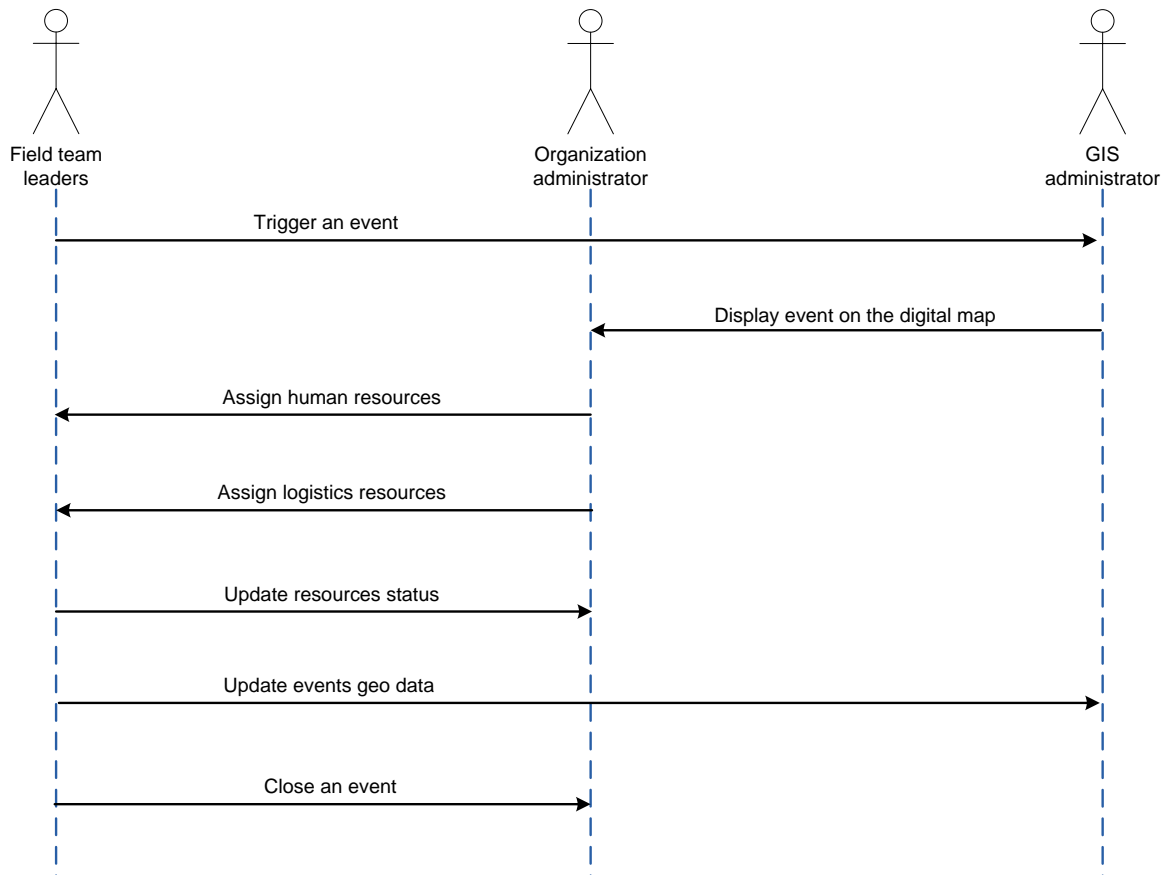 Field team
leaders
Organization
administrator
GIS
administrator
Trigger an event
Display event on the digital map
Assign human resources
Assign logistics resources
Update resources status
Update events geo data
Close an event